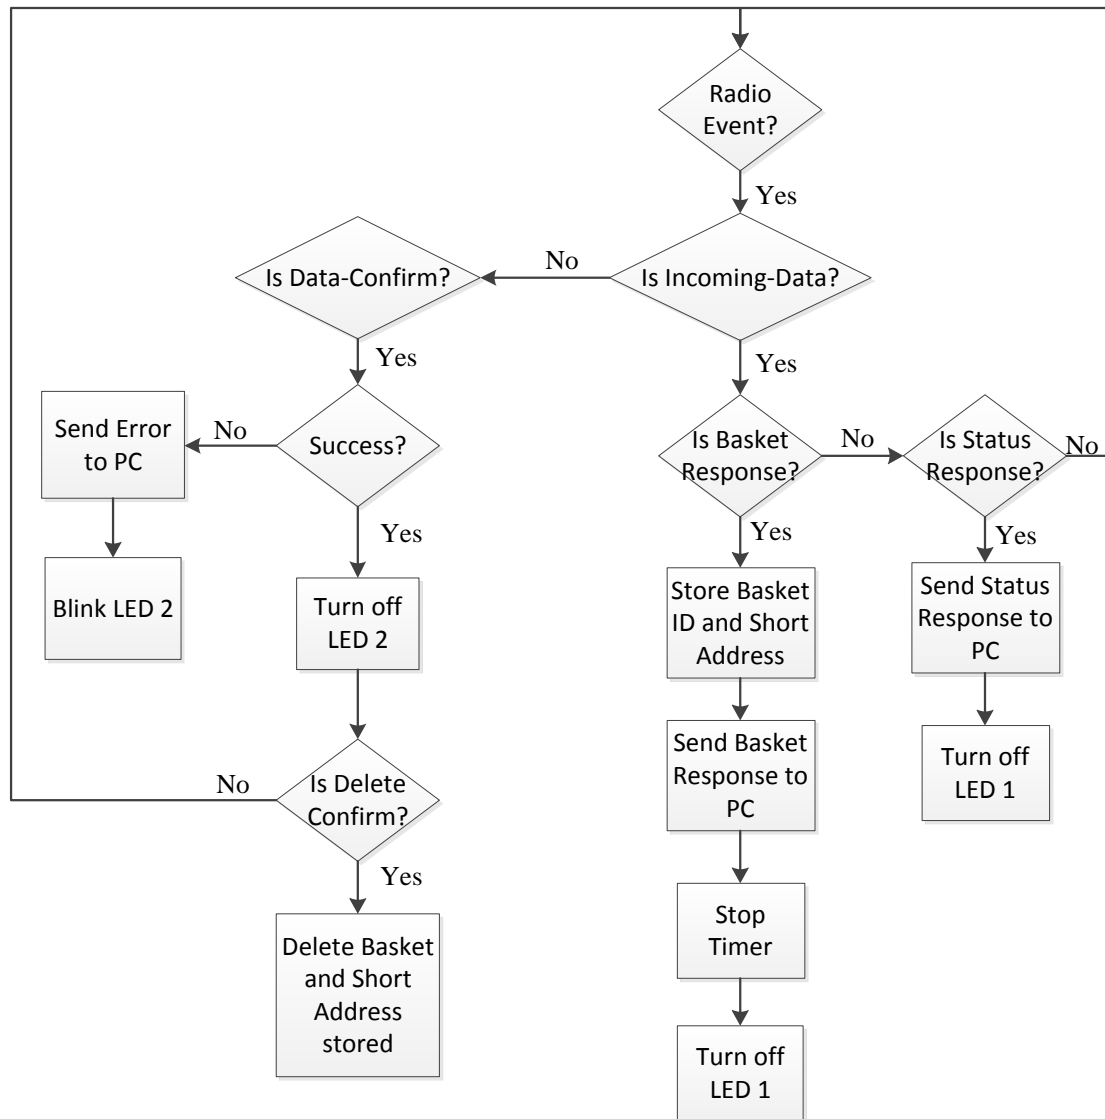 Radio
Event?
Yes
Is Data-Confirm?
No
Is Incoming-Data?
Yes
Yes
Send Error
to PC
No
Success?
Is Basket
Response?
No
Is Status
Response?
No
Yes
Yes
Yes
Blink LED 2
Turn off
LED 2
Store Basket
ID and Short
Address
Send Status
Response to
PC
No
Is Delete
Confirm?
Send Basket
Response to
PC
Turn off
LED 1
Yes
Delete Basket
and Short
Address
stored
Stop
Timer
Turn off
LED 1